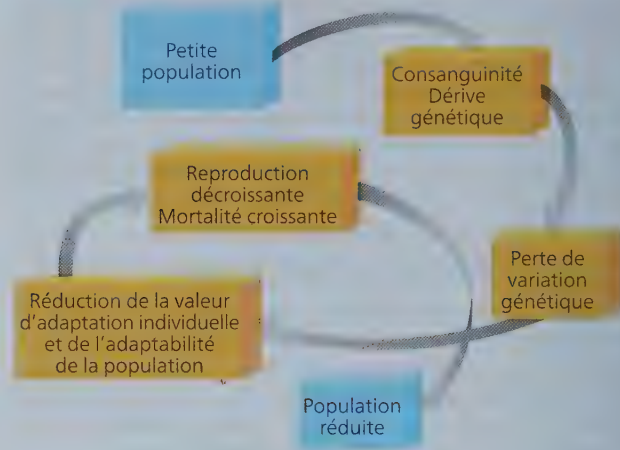 Petite
population
Consanguinité
Dérive
génétique
Perte de
variation
génétique
Réduction de la valeur
d'adaptation individuelle
et de l'adaptabilité
de la population
Reproduction
décroissante
Mortalité croissante
Population
réduite